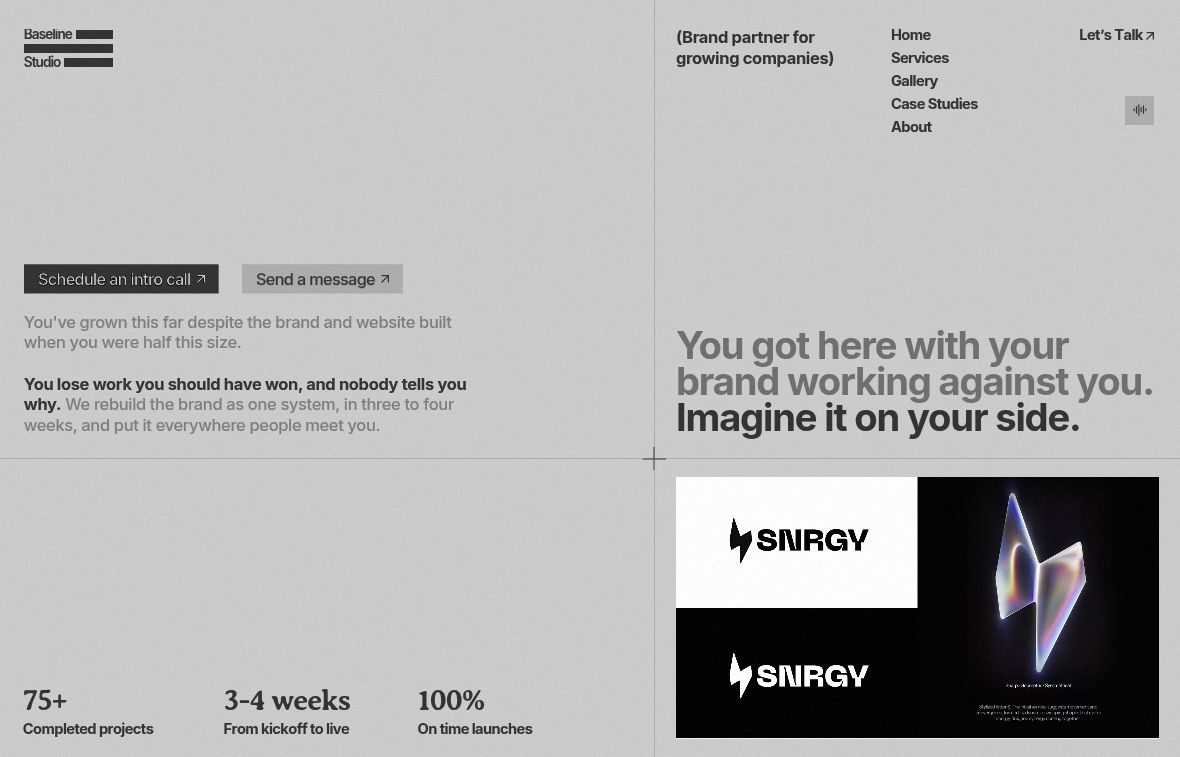 Baseline
Studio
(Brand partner for
growing companies)
Home
Services
Gallery
Case Studies
About
Let's Talk
Schedule an intro call
Send a message
You've grown this far despite the brand and website built
when you were half this size.
You lose work you should have won, and nobody tells you
why. We rebuild the brand as one system, in three to four
weeks, and put it everywhere people meet you.
You got here with your
brand working against you.
Imagine it on your side.
SNRGY
SNRGY
75+
Completed projects
3-4 weeks
From kickoff to live
100%
On time launches